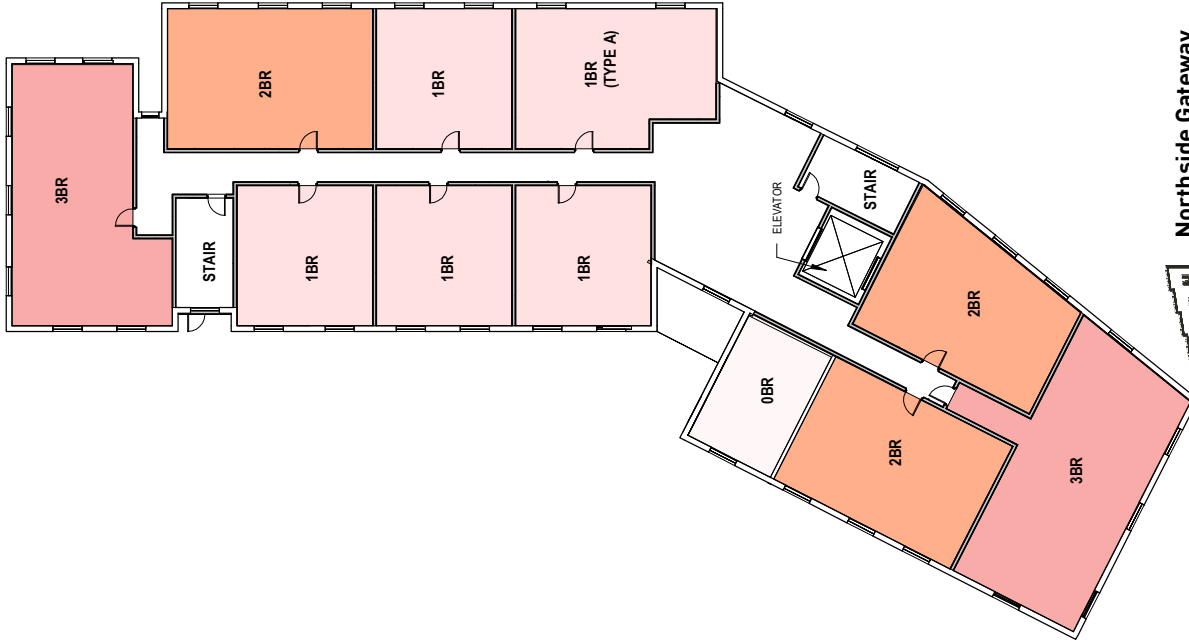 2BR
1BR
1BR
(TYPE A)
3BR
STAIR
1BR
1BR
1BR
ELEVATOR
STAIR
2BR
0BR
2BR
3BR
Northside Gateway